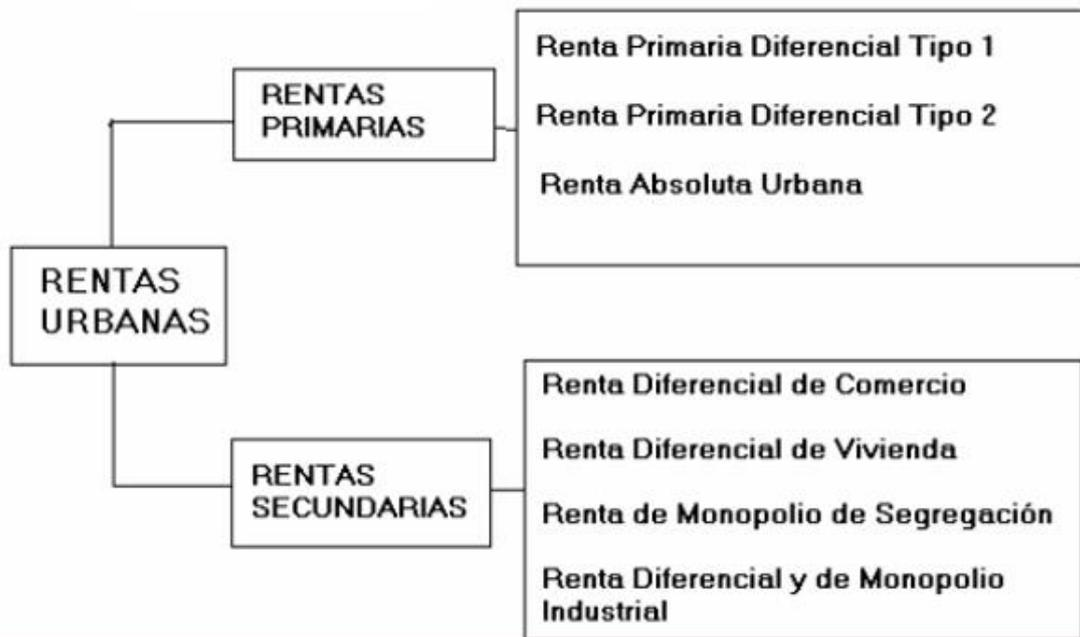 RENTAS
URBANAS
RENTAS
PRIMARIAS
Renta Primaria Diferencial Tipo 1
Renta Primaria Diferencial Tipo 2
Renta Absoluta Urbana
RENTAS
SECUNDARIAS
Renta Diferencial de Comercio
Renta Diferencial de Vivienda
Renta de Monopolio de Segregación
Renta Diferencial y de Monopolio
Industrial